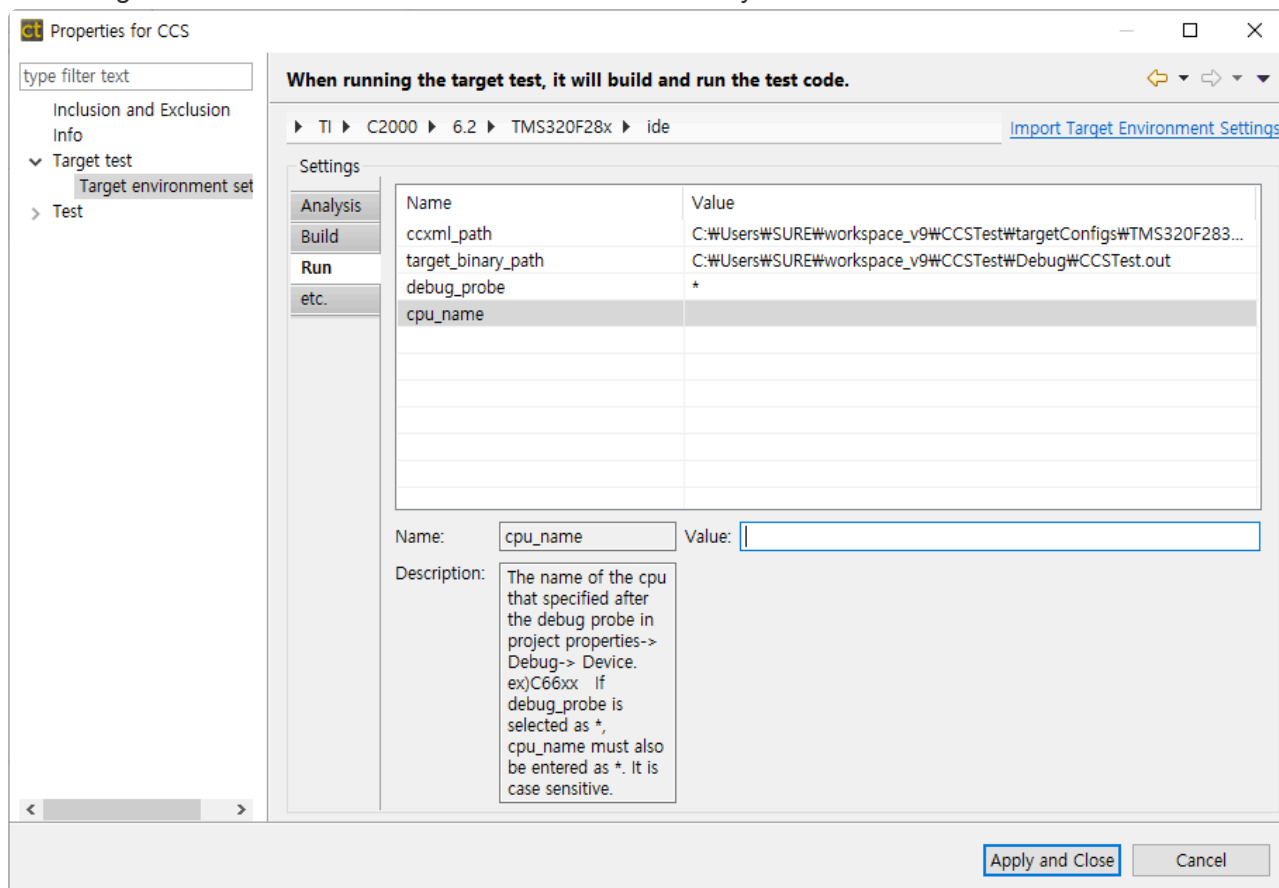 ct Properties for CCS
type filter text
Inclusion and Exclusion
Info
Target test
Target environment set
Test
When running the target test, it will build and run the test code.
TI C2000 6.2 TMS320F28x ide
Import Target Environment Settings
Settings
Analysis
Build
Run
etc.
Name Value
ccxml_path C:₩Users₩SURE₩workspace_v9₩CCSTest₩targetConfigs₩TMS320F283...
target_binary_path C:₩Users₩SURE₩workspace_v9₩CCSTest₩Debug₩CCSTest.out
debug_probe *
cpu_name
Name: cpu_name Value:
Description:
The name of the cpu
that specified after
the debug probe in
project properties->
Debug-> Device.
ex)C66xx If
debug_probe is
selected as *,
cpu_name must also
be entered as *. It is
case sensitive.
Apply and Close Cancel